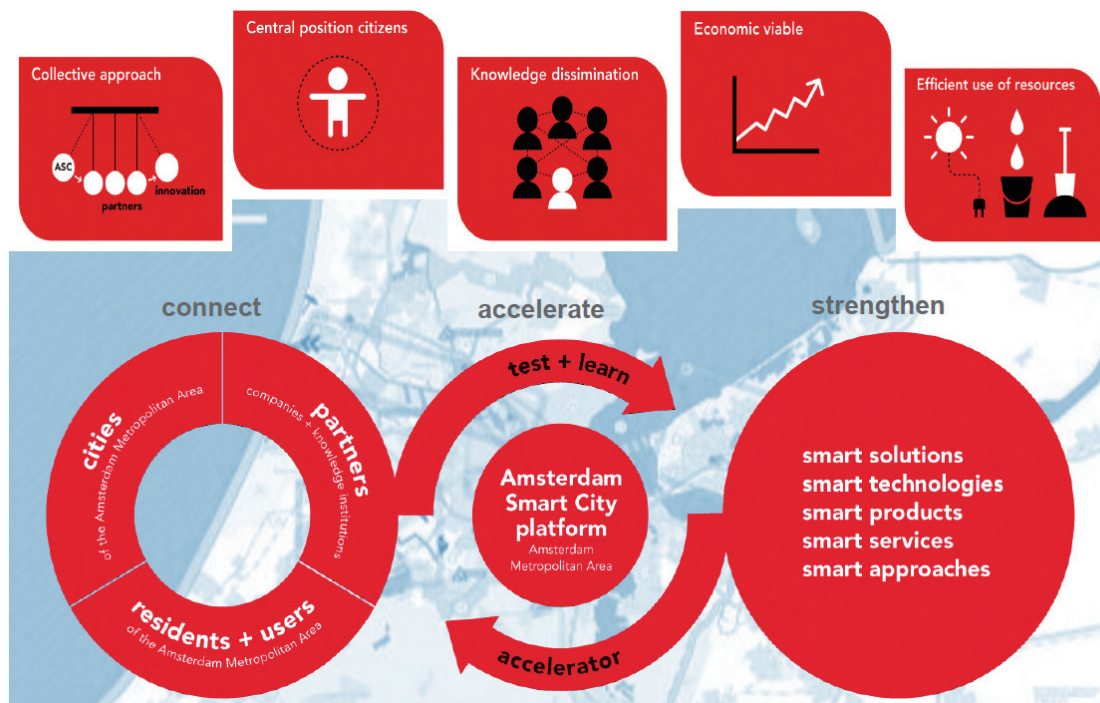 Collective approach
ASC
partners
innovation
Central position citizens
Knowledge dissimination
Economic viable
Efficient use of resources
connect
accelerate
strengthen
cities
of the Amsterdam Metropolitan Area
partners
companies + knowledge institutions
residents + users
of the Amsterdam Metropolitan Area
test + learn
Amsterdam
Smart City
platform
Amsterdam
Metropolitan Area
accelerator
smart solutions
smart technologies
smart products
smart services
smart approaches